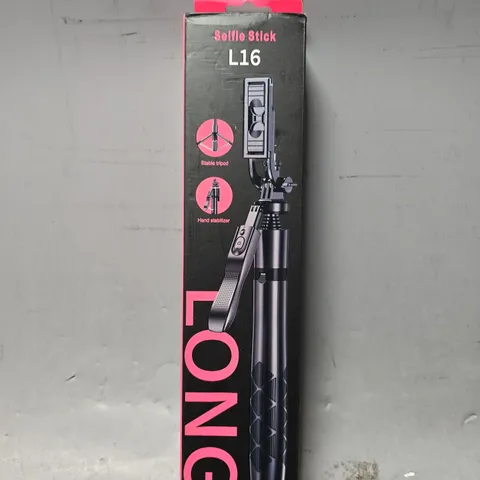 Selfie Stick
L16
Stable tripod
Hand stabilizer
LONG